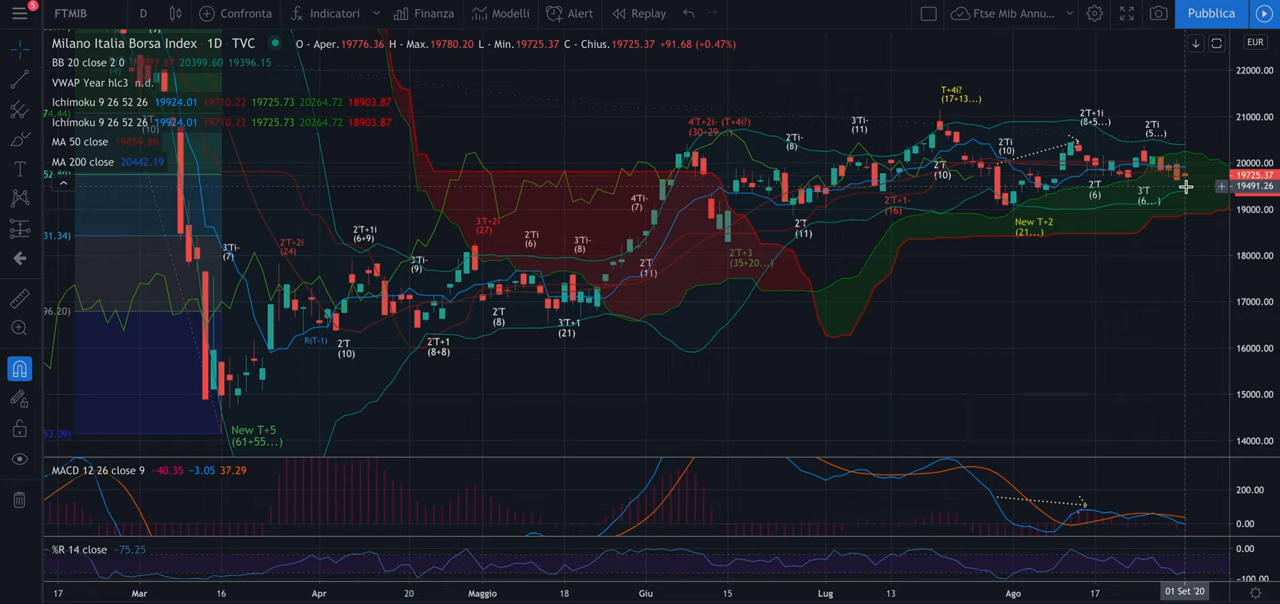 5
FTMIB
D
Confronta
Indicatori
Finanza
Modelli
Alert
Replay
Ftse Mib Annu...
Pubblica
Milano Italia Borsa Index · 1D · TVC
O - Aper. 19776.36 H - Max. 19780.20 L - Min. 19725.37 C - Chius. 19725.37 +91.68 (+0.47%)
EUR
BB 20 close 2 0
20399.60 19396.15
VWAP Year hlc3 n.d.
Ichimoku 9 26 52 26 19924.01 19710.22 19725.73 20264.72 18903.87
Ichimoku 9 26 52 26 19924.01 19710.22 19725.73 20264.72 18903.87
MA 50 close
MA 200 close 20442.19
22000.00
21000.00
20000.00
19725.37
19491.26
19000.00
18000.00
17000.00
16000.00
15000.00
14000.00
T+4i?
(17+13...)
4'T+2i- (T+4i?)
(30+29...)
2'Ti-
(8)
3Ti-
(11)
2'Ti
(10)
2'T+1i
(8+5...)
2'Ti
(5...)
2'T
(10)
2'T
(6)
3'T
(6...)
2'T+1-
(16)
New T+2
(21...)
4'Ti-
(7)
3'T+2i
(27)
2'Ti
(6)
3'Ti-
(8)
2'T
(11)
2'T
(11)
2'T+3
(35+20...)
3Ti-
(7)
2'T+2i
(24)
2'T+1i
(6+9)
3'Ti-
(9)
2'T
(8)
3'T+1
(21)
R(T-1)
2'T
(10)
2'T+1
(8+8)
New T+5
(61+55...)
MACD 12 26 close 9 -40.35 -3.05 37.29
200.00
0.00
%R 14 close -75.25
0.00
-100.00
17
Mar
16
Apr
20
Maggio
18
Giu
15
Lug
13
Ago
17
01 Set '20